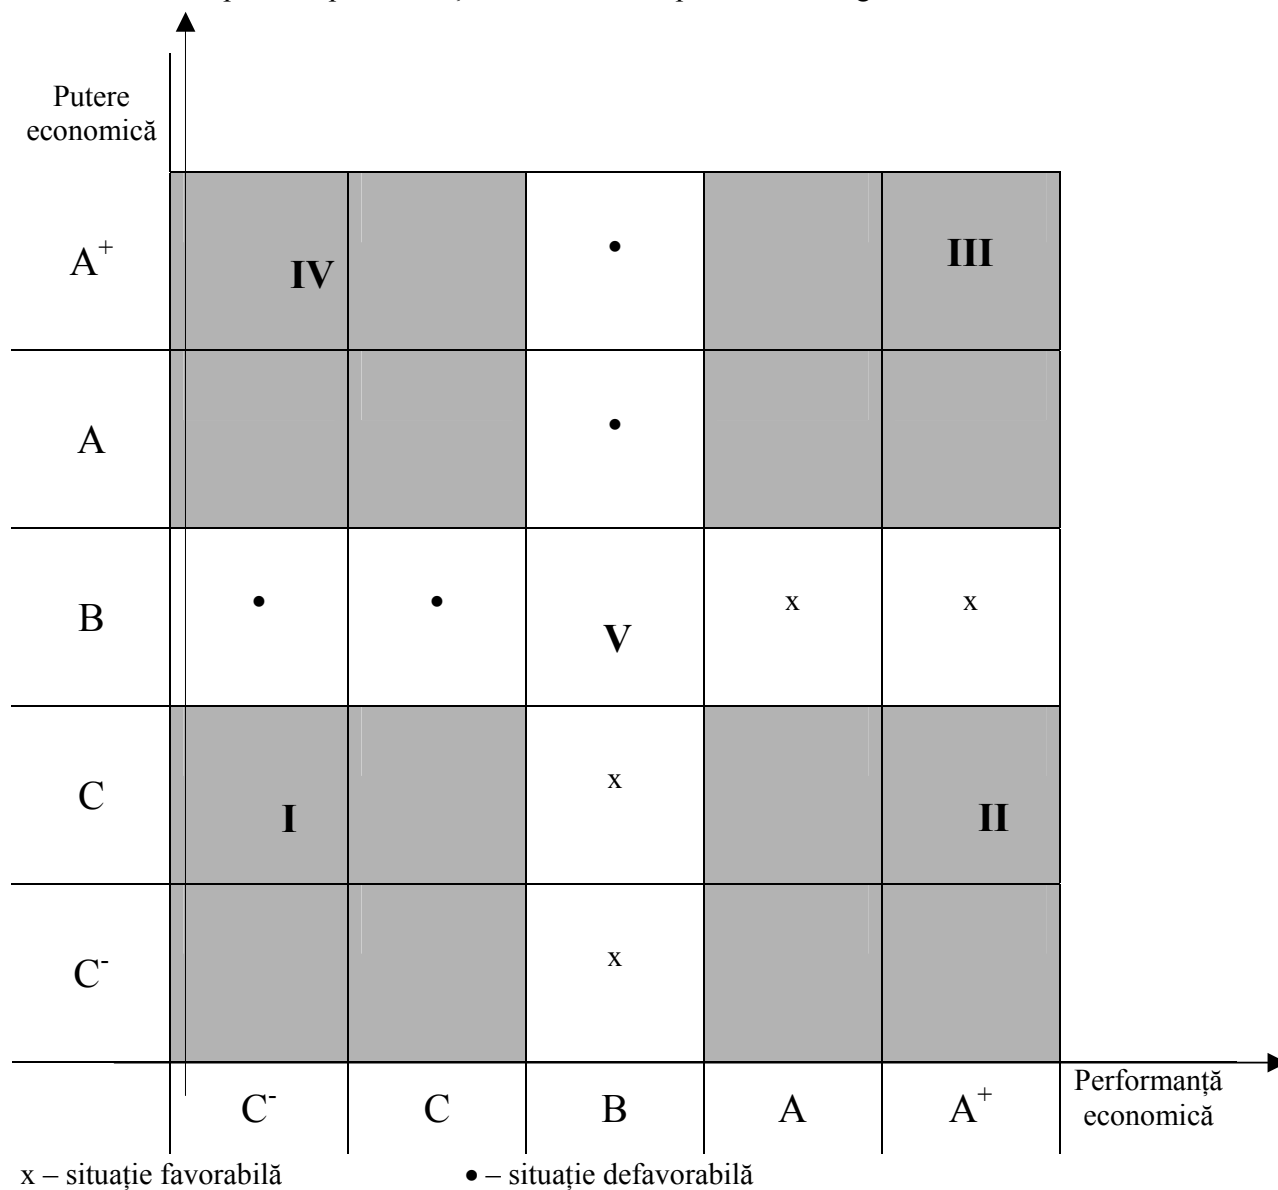 Putere
economică
A+
IV
•
III
A
•
B
•
•
V
x
x
C
I
x
II
C-
x
C-
C
B
A
A+
Performanță
economică
x – situație favorabilă
• – situație defavorabilă